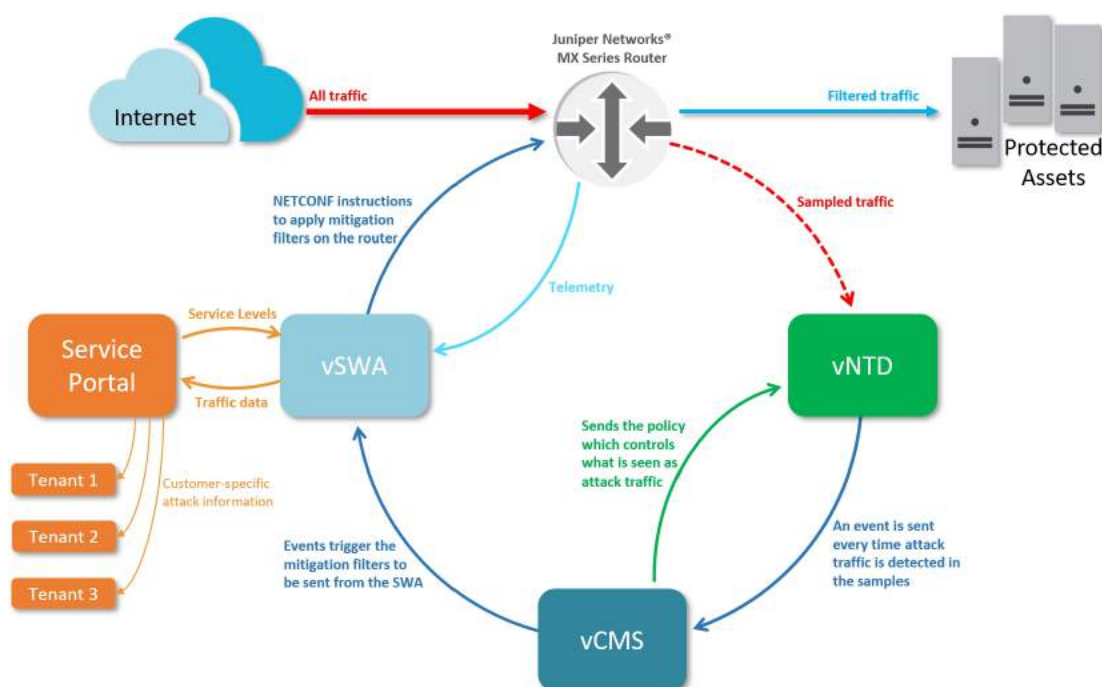 Juniper Networks®
MX Series Router
Internet
All traffic
Filtered traffic
Protected
Assets
NETCONF instructions
to apply mitigation
filters on the router
Sampled traffic
Telemetry
Service Levels
Service
Portal
vSWA
vNTD
Traffic data
Sends the policy
which controls
what is seen as
attack traffic
Tenant 1
Customer-specific
attack information
Tenant 2
Tenant 3
Events trigger the
mitigation filters to
be sent from the SWA
An event is sent
every time attack
traffic is detected in
the samples
vCMS